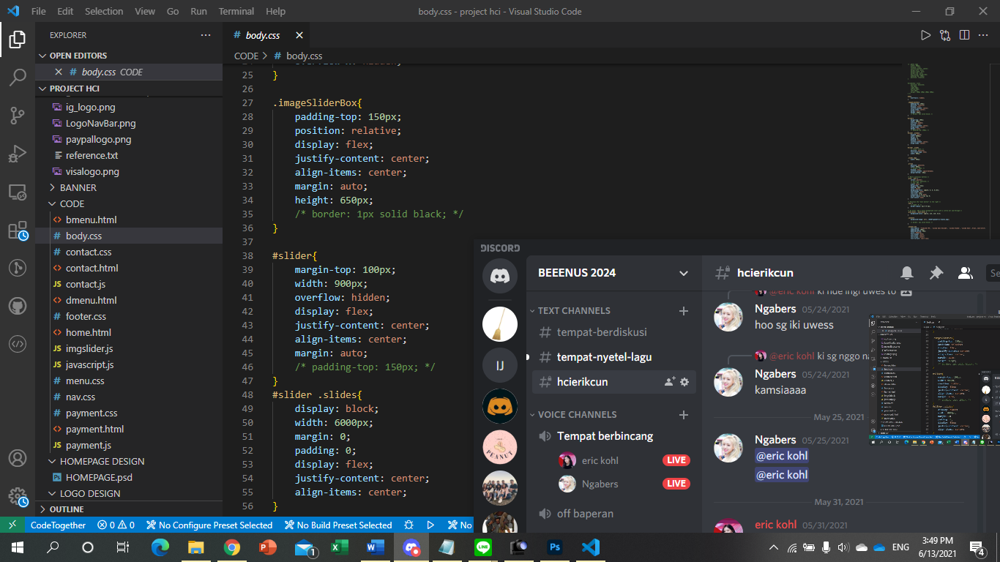 File Edit Selection View Go Run Terminal Help
body.css - project hci - Visual Studio Code
EXPLORER
OPEN EDITORS
# body.css CODE
PROJECT HCI
ig_logo.png
LogoNavBar.png
paypallogo.png
reference.txt
visalogo.png
BANNER
CODE
<> bmenu.html
# body.css
# contact.css
<> contact.html
JS contact.js
<> dmenu.html
# footer.css
<> home.html
JS imgslider.js
JS javascript.js
# menu.css
# nav.css
# payment.css
<> payment.html
JS payment.js
HOMEPAGE DESIGN
Ps HOMEPAGE.psd
LOGO DESIGN
OUTLINE
# body.css
CODE > # body.css
25 }
26
27 .imageSliderBox{
28 padding-top: 150px;
29 position: relative;
30 display: flex;
31 justify-content: center;
32 align-items: center;
33 margin: auto;
34 height: 650px;
35 /* border: 1px solid black; */
36 }
37
38 #slider{
39 margin-top: 100px;
40 width: 900px;
41 overflow: hidden;
42 display: flex;
43 justify-content: center;
44 align-items: center;
45 margin: auto;
46 /* padding-top: 150px; */
47 }
48 #slider .slides{
49 display: block;
50 width: 6000px;
51 margin: 0;
52 padding: 0;
53 display: flex;
54 justify-content: center;
55 align-items: center;
56 }
DISCORD
IJ
PEANUT
BEEENUS 2024
TEXT CHANNELS
# tempat-berdiskusi
# tempat-nyetel-lagu
# hcierikcun
VOICE CHANNELS
Tempat berbincang
eric kohl LIVE
Ngabers LIVE
off baperan
# hcierikcun
Se
@eric kohl ki nde ingi uwes to
Ngabers 05/24/2021
hoo sg iki uwess
@eric kohl ki sg nggo na
Ngabers 05/24/2021
kamsiaaaa
May 25, 2021
Ngabers 05/25/2021
@eric kohl
@eric kohl
May 31, 2021
eric kohl 05/31/2021
CodeTogether 0 0 No Configure Preset Selected No Build Preset Selected No
1
ENG
3:49 PM
6/13/2021
4